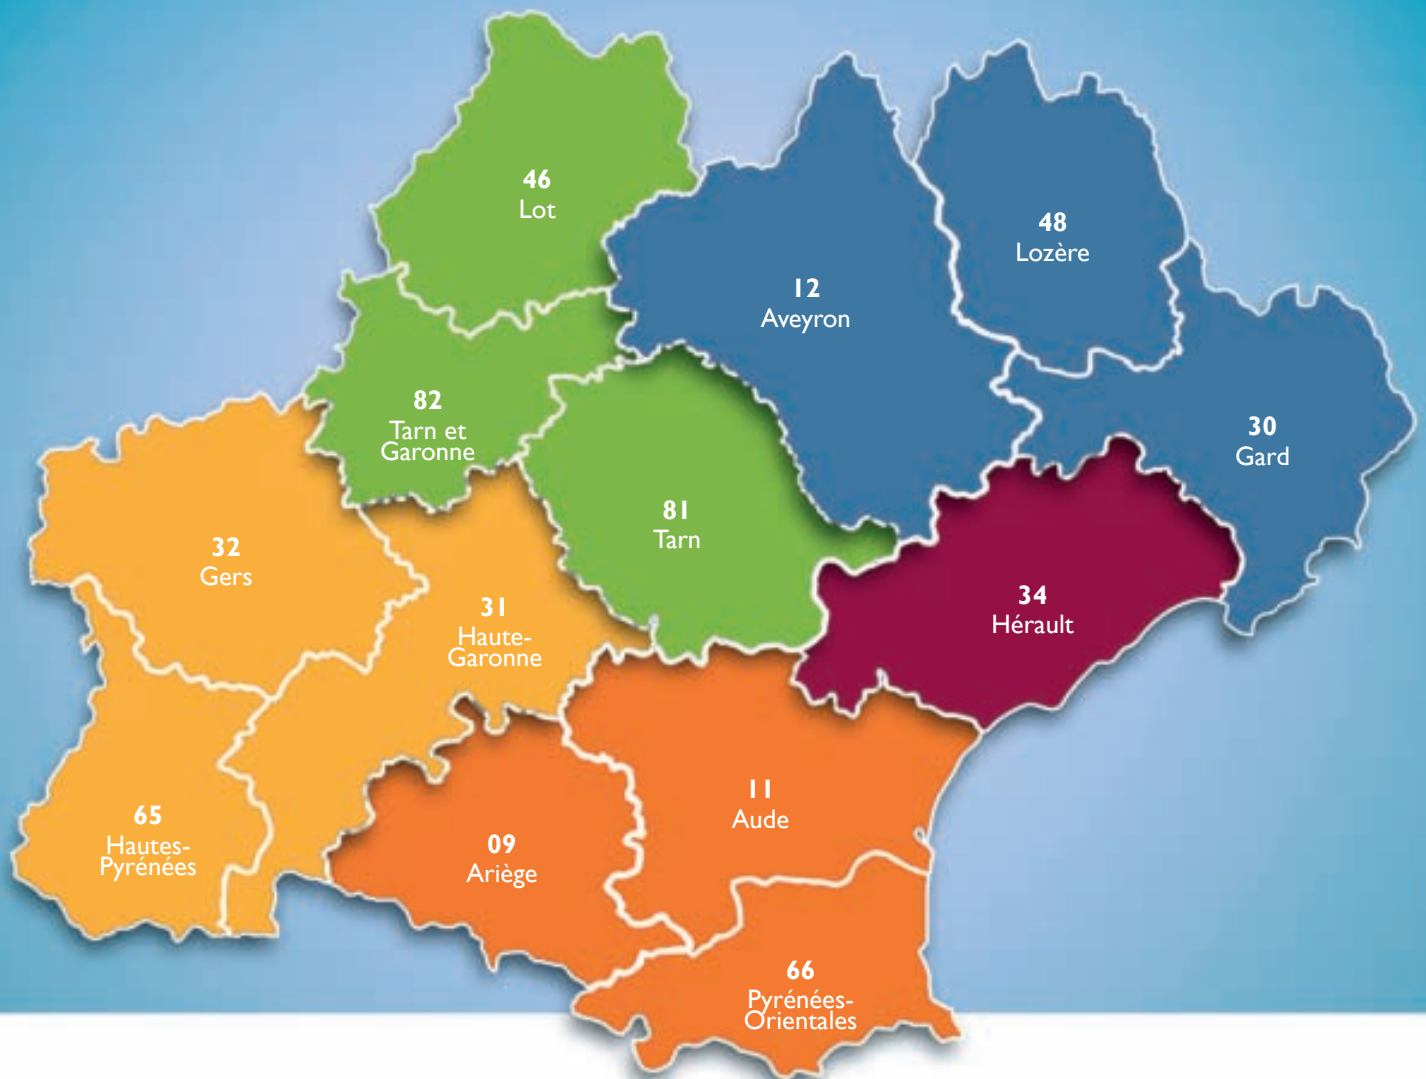 46
Lot
48
Lozère
12
Aveyron
82
Tarn et
Garonne
30
Gard
81
Tarn
32
Gers
31
Haute-
Garonne
34
Hérault
65
Hautes-
Pyrénées
11
Aude
09
Ariège
66
Pyrénées-
Orientales